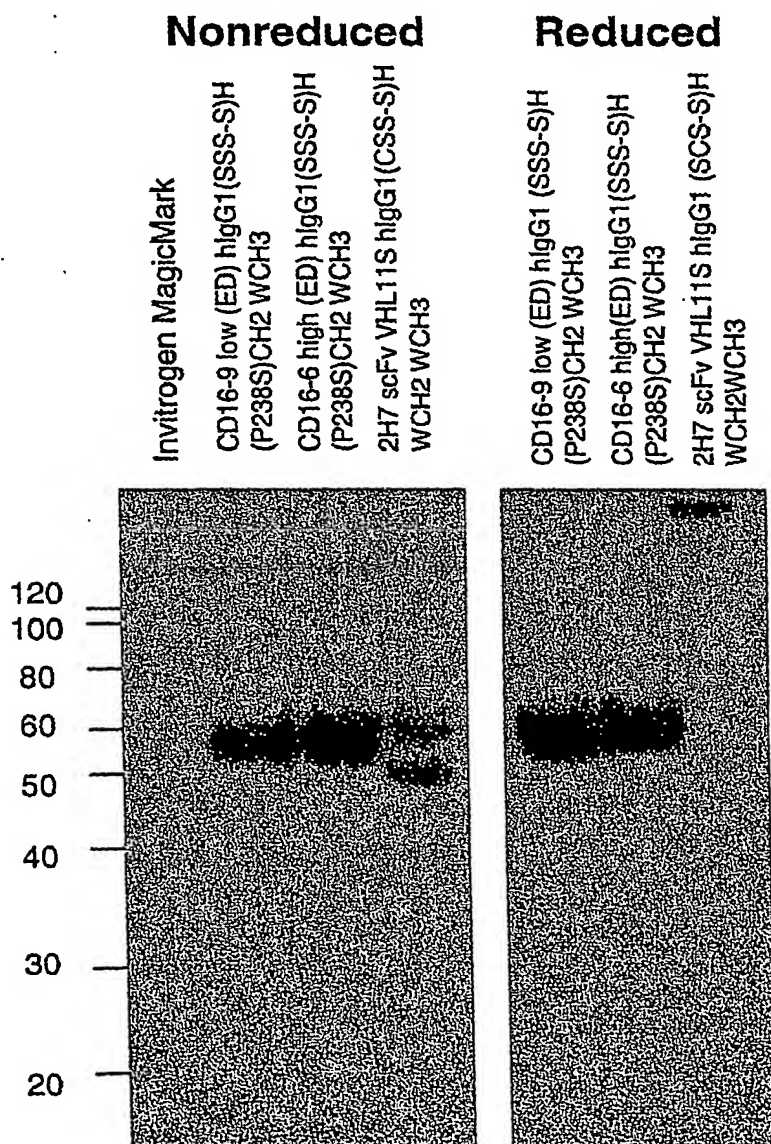 Nonreduced
Reduced
Invitrogen MagicMark
CD16-9 low (ED) hIgG1(SSS-S)H
(P238S)CH2 WCH3
CD16-6 high (ED) hIgG1(SSS-S)H
(P238S)CH2 WCH3
2H7 scFv VHL11S hIgG1(CSS-S)H
WCH2 WCH3
CD16-9 low (ED) hIgG1 (SSS-S)H
(P238S)CH2 WCH3
CD16-6 high(ED) hIgG1(SSS-S)H
(P238S)CH2 WCH3
2H7 scFv VHL11S hIgG1 (SCS-S)H
WCH2WCH3
120
100
80
60
50
40
30
20